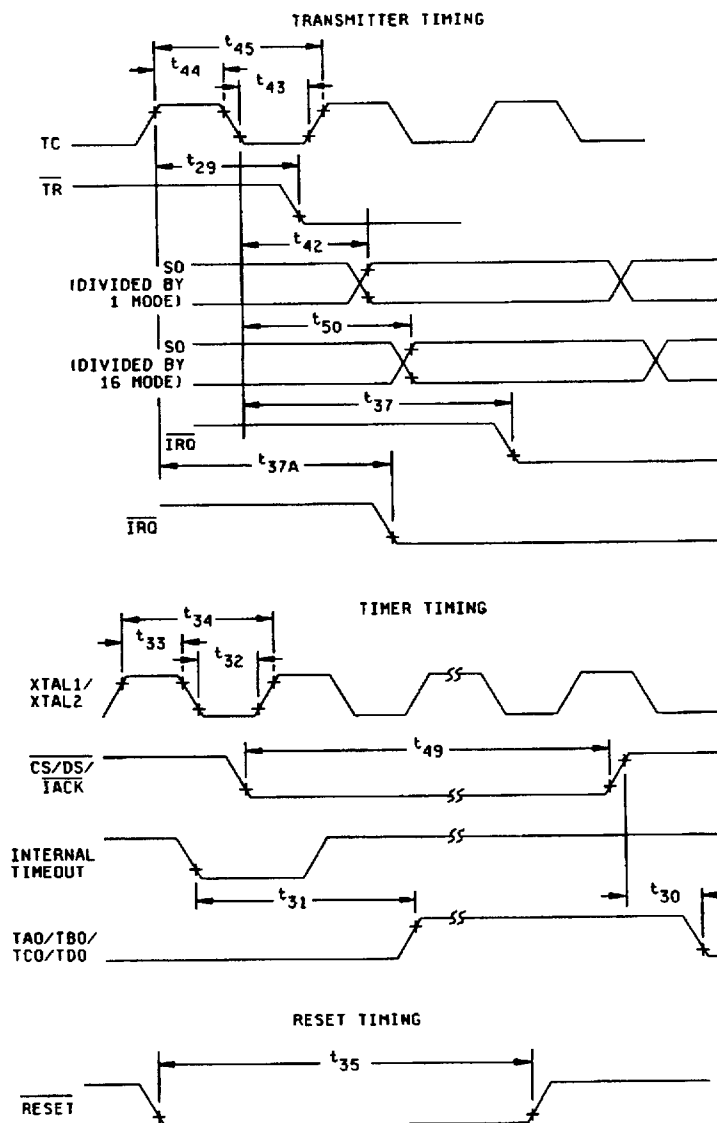 TRANSMITTER TIMING
t45
t44
t43
TC
t29
TR
t42
SO
(DIVIDED BY
1 MODE)
t50
SO
(DIVIDED BY
16 MODE)
t37
IRQ
t37A
IRQ
TIMER TIMING
t34
t33
t32
XTAL1/
XTAL2
t49
CS/DS/
IACK
INTERNAL
TIMEOUT
t31
t30
TAO/TBO/
TCO/TDO
RESET TIMING
t35
RESET